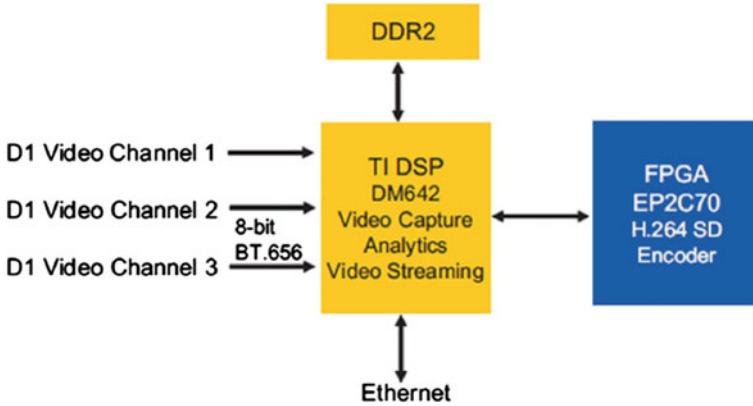 DDR2
D1 Video Channel 1
D1 Video Channel 2
8-bit
BT.656
D1 Video Channel 3
TI DSP
DM642
Video Capture
Analytics
Video Streaming
FPGA
EP2C70
H.264 SD
Encoder
Ethernet